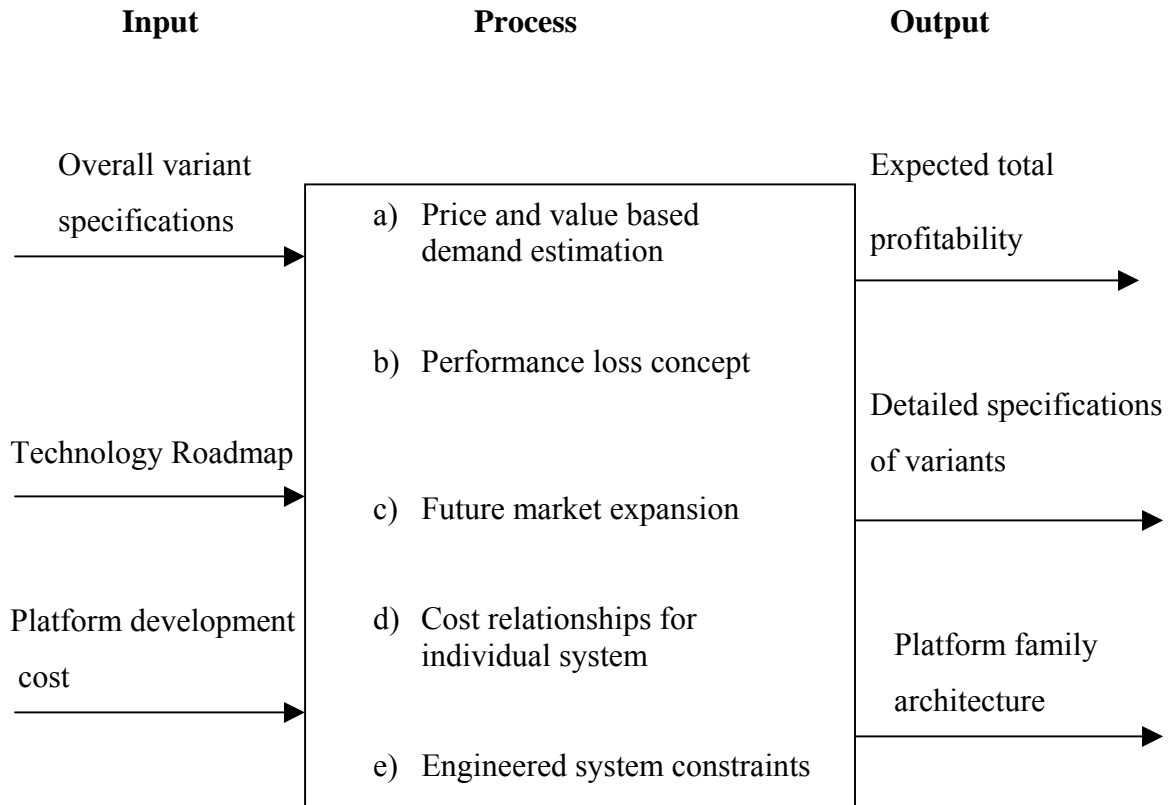 Input
Process
Output
Overall variant
specifications
Technology Roadmap
Platform development
cost
a) Price and value based
demand estimation
b) Performance loss concept
c) Future market expansion
d) Cost relationships for
individual system
e) Engineered system constraints
Expected total
profitability
Detailed specifications
of variants
Platform family
architecture